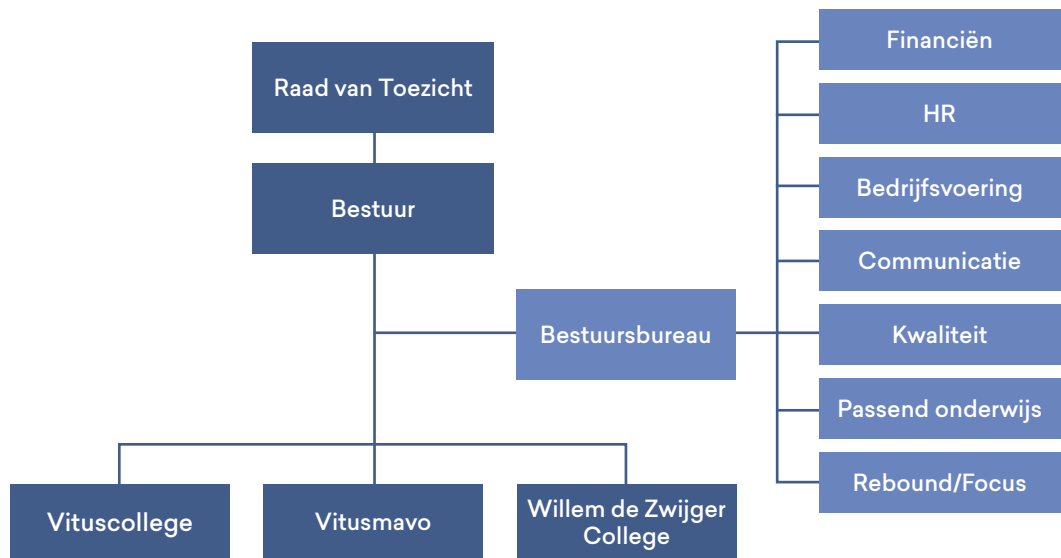 Raad van Toezicht
Bestuur
Bestuursbureau
Financiën
HR
Bedrijfsvoering
Communicatie
Kwaliteit
Passend onderwijs
Rebound/Focus
Vituscollege
Vitusmavo
Willem de Zwijger
College